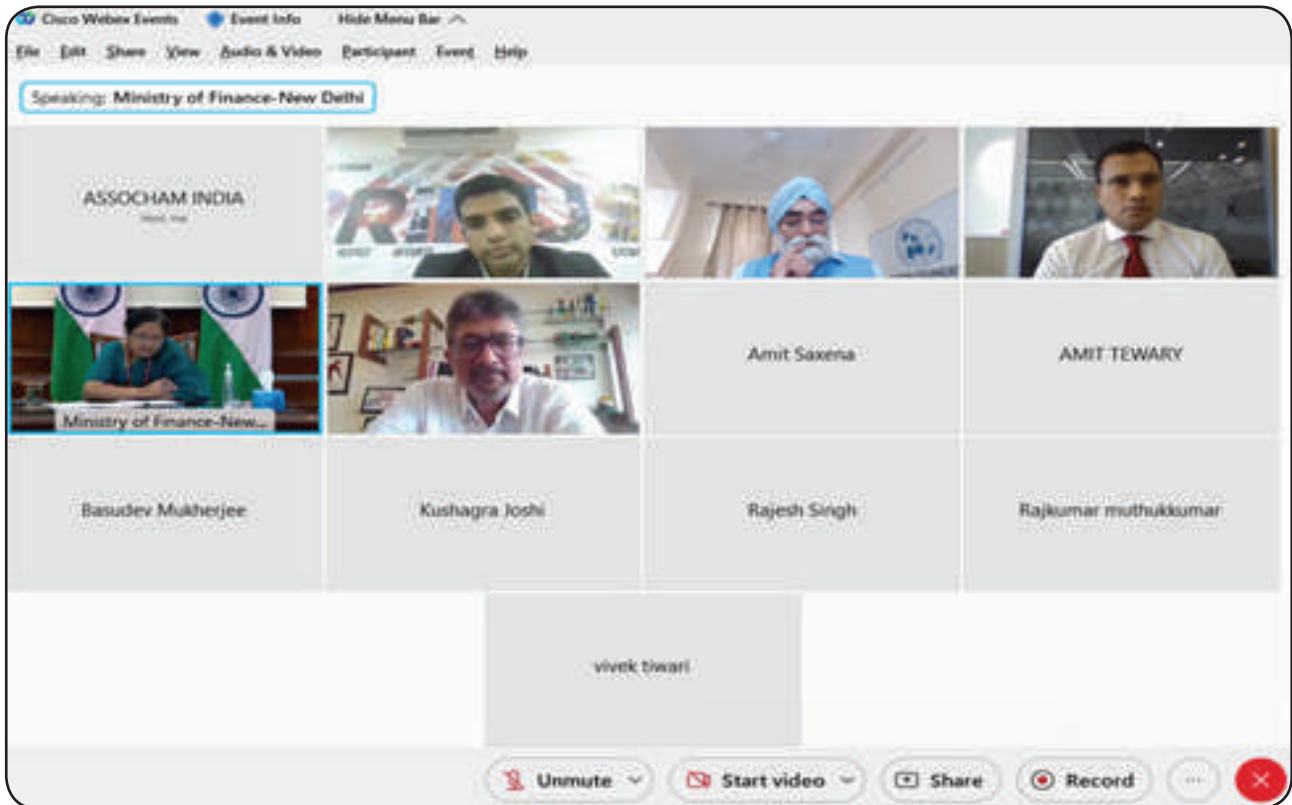 Cisco Webex Events Event Info Hide Menu Bar
File Edit Share View Audio & Video Participant Event Help
Speaking: Ministry of Finance-New Delhi
ASSOCHAM INDIA
Host, me
Ministry of Finance-New...
Amit Saxena
AMIT TEWARY
Basudev Mukherjee
Kushagra Joshi
Rajesh Singh
Rajkumar muthukkumar
vivek tiwari
Unmute Start video Share Record ...